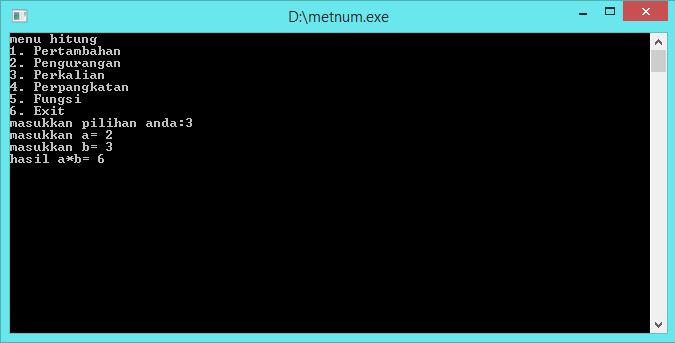 D:\metnum.exe
menu hitung
1. Pertambahan
2. Pengurangan
3. Perkalian
4. Perpangkatan
5. Fungsi
6. Exit
masukkan pilihan anda:3
masukkan a= 2
masukkan b= 3
hasil a*b= 6